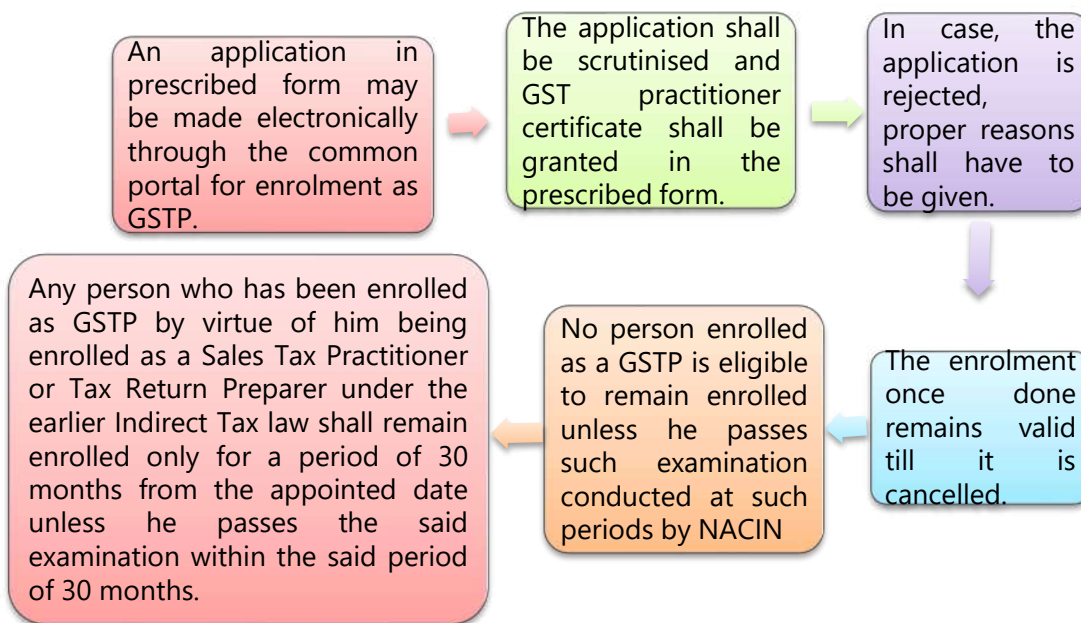 An application in
prescribed form may
be made electronically
through the common
portal for enrolment as
GSTP.
The application shall
be scrutinised and
GST practitioner
certificate shall be
granted in the
prescribed form.
In case, the
application is
rejected,
proper reasons
shall have to
be given.
The enrolment
once done
remains valid
till it is
cancelled.
No person enrolled
as a GSTP is eligible
to remain enrolled
unless he passes
such examination
conducted at such
periods by NACIN
Any person who has been enrolled
as GSTP by virtue of him being
enrolled as a Sales Tax Practitioner
or Tax Return Preparer under the
earlier Indirect Tax law shall remain
enrolled only for a period of 30
months from the appointed date
unless he passes the said
examination within the said period
of 30 months.